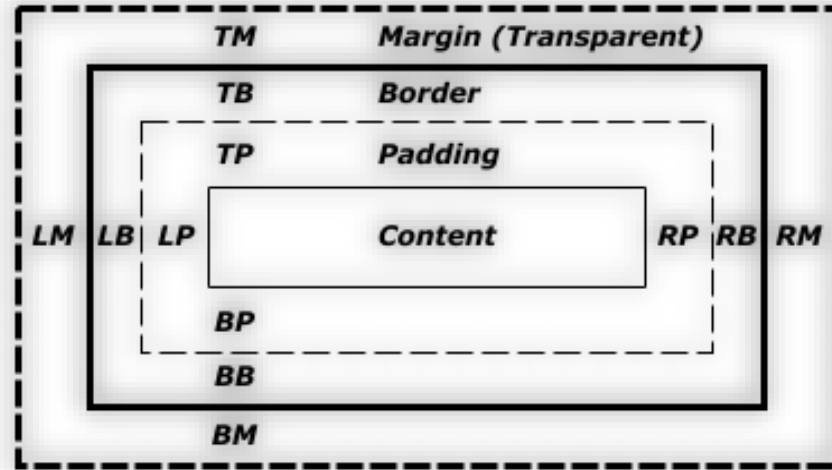 TM Margin (Transparent)
TB Border
TP Padding
LM LB LP Content RP RB RM
BP
BB
BM